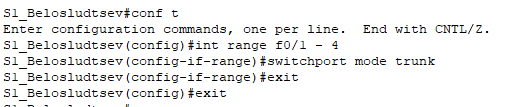 S1_Belosludtsev#conf t
Enter configuration commands, one per line.  End with CNTL/Z.
S1_Belosludtsev(config)#int range f0/1 - 4
S1_Belosludtsev(config-if-range)#switchport mode trunk
S1_Belosludtsev(config-if-range)#exit
S1_Belosludtsev(config)#exit